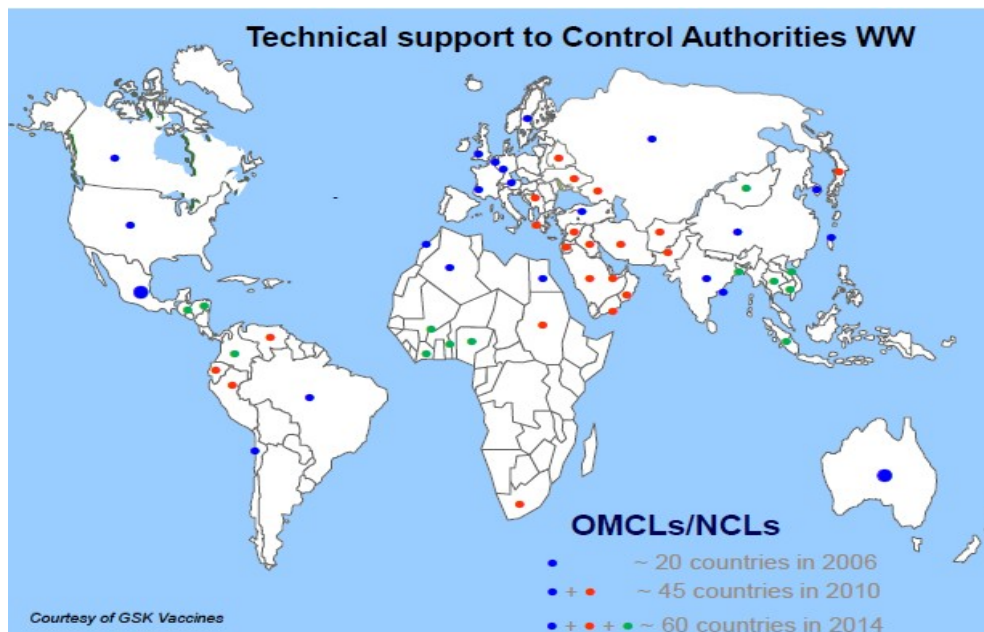 Technical support to Control Authorities WW
OMCLs/NCLs
~ 20 countries in 2006
+ ~ 45 countries in 2010
+ + ~ 60 countries in 2014
Courtesy of GSK Vaccines